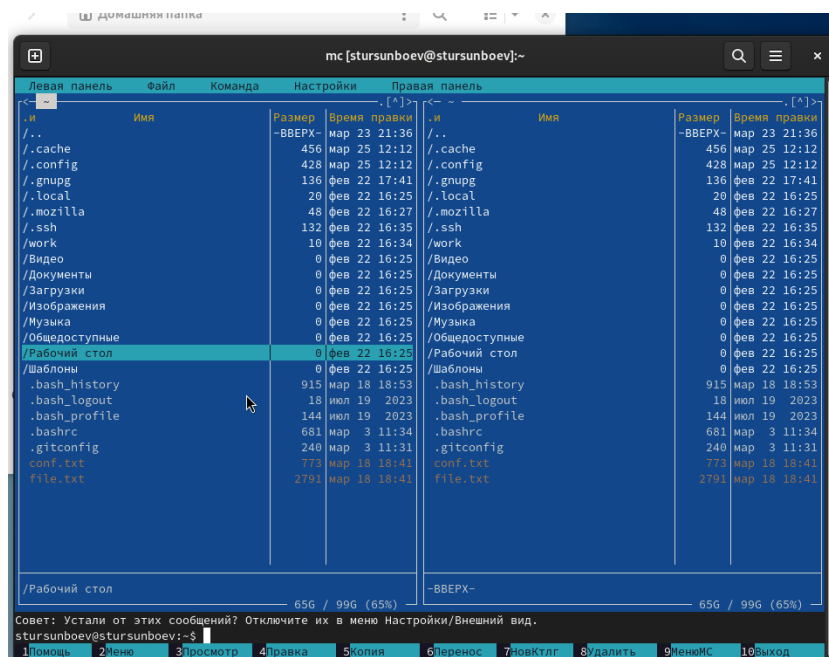 Домашняя папка
mc [stursunboev@stursunboev]:~
Левая панель Файл Команда Настройки Правая панель
<— ~ .[^]> <— ~ .[^]>
.и Имя Размер Время правки .и Имя Размер Время правки
/.. -ВВЕРХ- мар 23 21:36 /.. -ВВЕРХ- мар 23 21:36
/.cache 456 мар 25 12:12 /.cache 456 мар 25 12:12
/.config 428 мар 25 12:12 /.config 428 мар 25 12:12
/.gnupg 136 фев 22 17:41 /.gnupg 136 фев 22 17:41
/.local 20 фев 22 16:25 /.local 20 фев 22 16:25
/.mozilla 48 фев 22 16:27 /.mozilla 48 фев 22 16:27
/.ssh 132 фев 22 16:35 /.ssh 132 фев 22 16:35
/work 10 фев 22 16:34 /work 10 фев 22 16:34
/Видео 0 фев 22 16:25 /Видео 0 фев 22 16:25
/Документы 0 фев 22 16:25 /Документы 0 фев 22 16:25
/Загрузки 0 фев 22 16:25 /Загрузки 0 фев 22 16:25
/Изображения 0 фев 22 16:25 /Изображения 0 фев 22 16:25
/Музыка 0 фев 22 16:25 /Музыка 0 фев 22 16:25
/Общедоступные 0 фев 22 16:25 /Общедоступные 0 фев 22 16:25
/Рабочий стол 0 фев 22 16:25 /Рабочий стол 0 фев 22 16:25
/Шаблоны 0 фев 22 16:25 /Шаблоны 0 фев 22 16:25
.bash_history 915 мар 18 18:53 .bash_history 915 мар 18 18:53
.bash_logout 18 июл 19 2023 .bash_logout 18 июл 19 2023
.bash_profile 144 июл 19 2023 .bash_profile 144 июл 19 2023
.bashrc 681 мар 3 11:34 .bashrc 681 мар 3 11:34
.gitconfig 240 мар 3 11:31 .gitconfig 240 мар 3 11:31
conf.txt 773 мар 18 18:41 conf.txt 773 мар 18 18:41
file.txt 2791 мар 18 18:41 file.txt 2791 мар 18 18:41
/Рабочий стол -ВВЕРХ-
65G / 99G (65%) 65G / 99G (65%)
Совет: Устали от этих сообщений? Отключите их в меню Настройки/Внешний вид.
stursunboev@stursunboev:~$
1Помощь 2Меню 3Просмотр 4Правка 5Копия 6Перенос 7НовКтлг 8Удалить 9МенюМС 10Выход